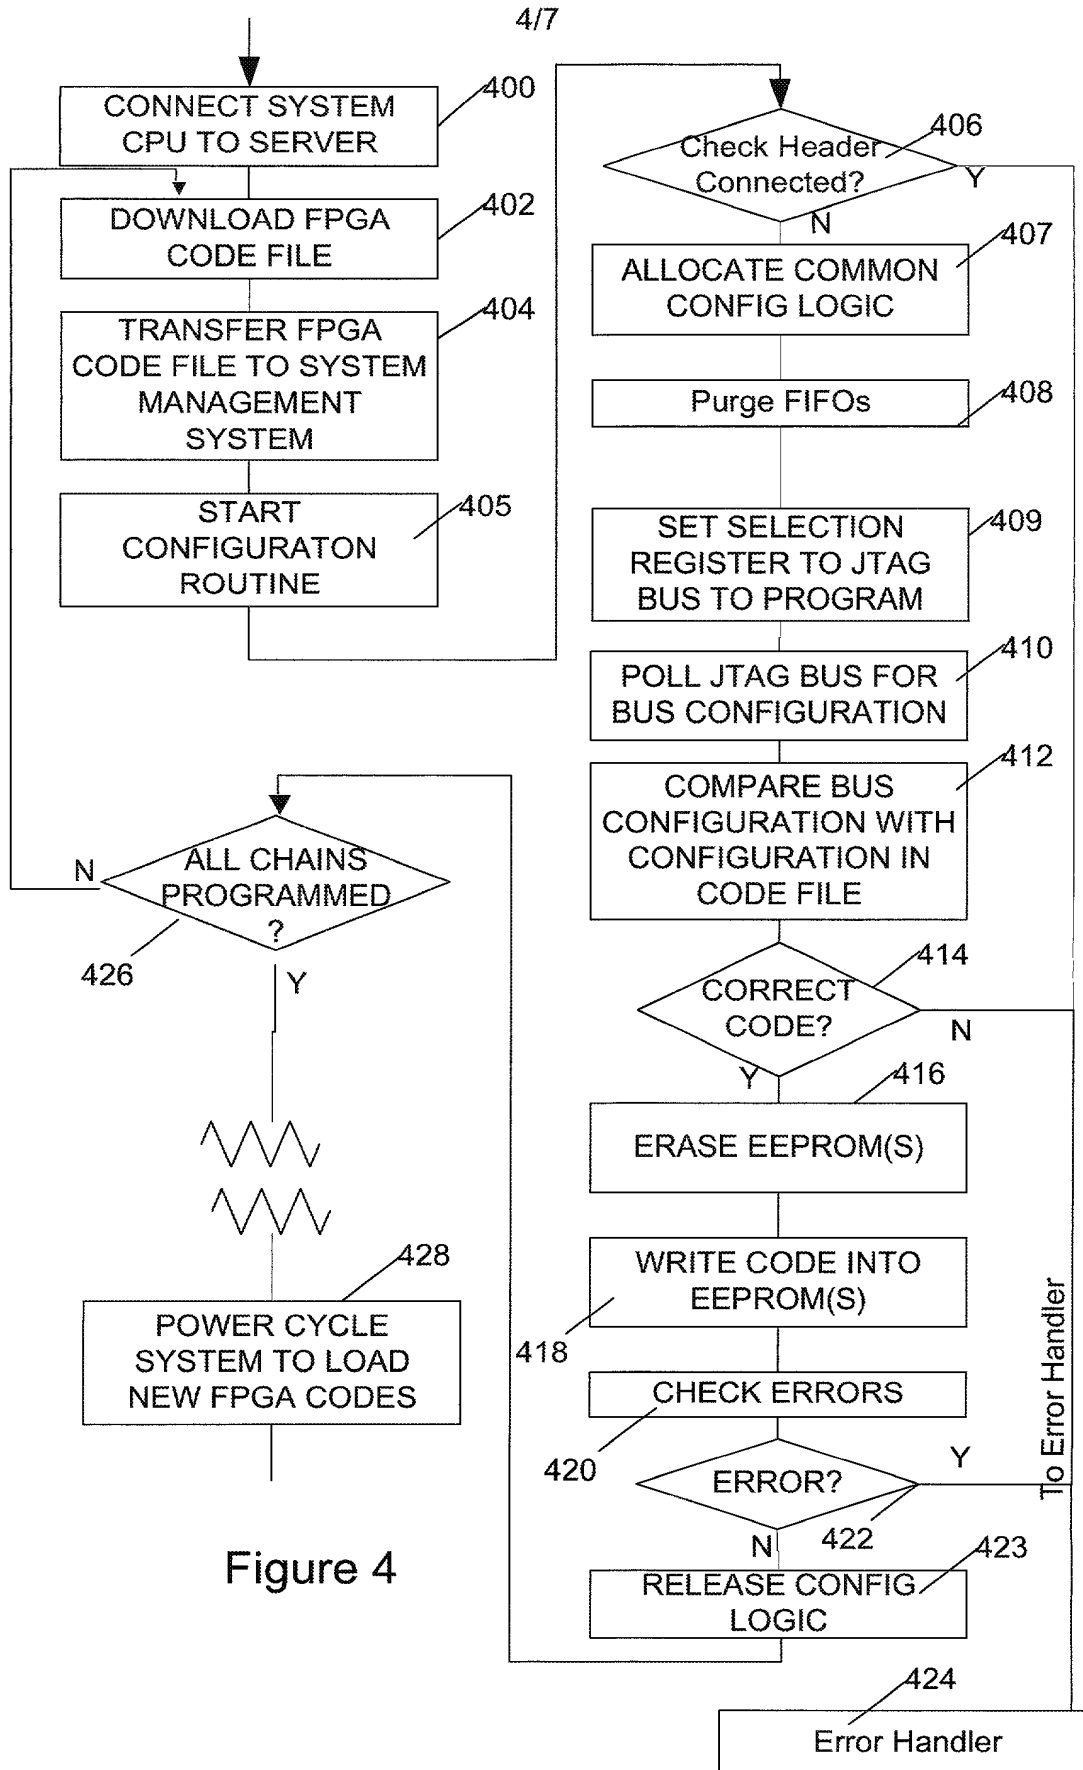 4/7
CONNECT SYSTEM
CPU TO SERVER
400
DOWNLOAD FPGA
CODE FILE
402
TRANSFER FPGA
CODE FILE TO SYSTEM
MANAGEMENT
SYSTEM
404
START
CONFIGURATON
ROUTINE
405
Check Header
Connected?
406
Y
N
ALLOCATE COMMON
CONFIG LOGIC
407
Purge FIFOs
408
SET SELECTION
REGISTER TO JTAG
BUS TO PROGRAM
409
POLL JTAG BUS FOR
BUS CONFIGURATION
410
COMPARE BUS
CONFIGURATION WITH
CONFIGURATION IN
CODE FILE
412
CORRECT
CODE?
414
N
Y
ERASE EEPROM(S)
416
WRITE CODE INTO
EEPROM(S)
418
CHECK ERRORS
420
ERROR?
Y
422
N
RELEASE CONFIG
LOGIC
423
To Error Handler
424
Error Handler
ALL CHAINS
PROGRAMMED
?
N
426
Y
428
POWER CYCLE
SYSTEM TO LOAD
NEW FPGA CODES
Figure 4